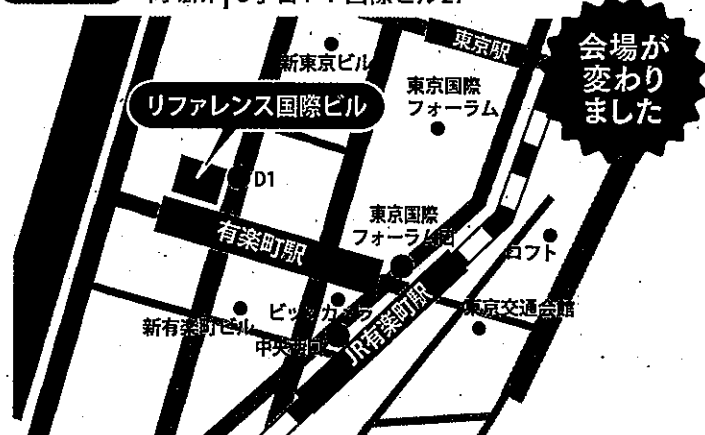 東京駅
会場が
変わり
ました
新東京ビル
東京国際
フォーラム
リファレンス国際ビル
D1
有楽町駅
東京国際
フォーラム口
ロフト
ビックカメラ
東京交通会館
新有楽町ビル
JR有楽町駅